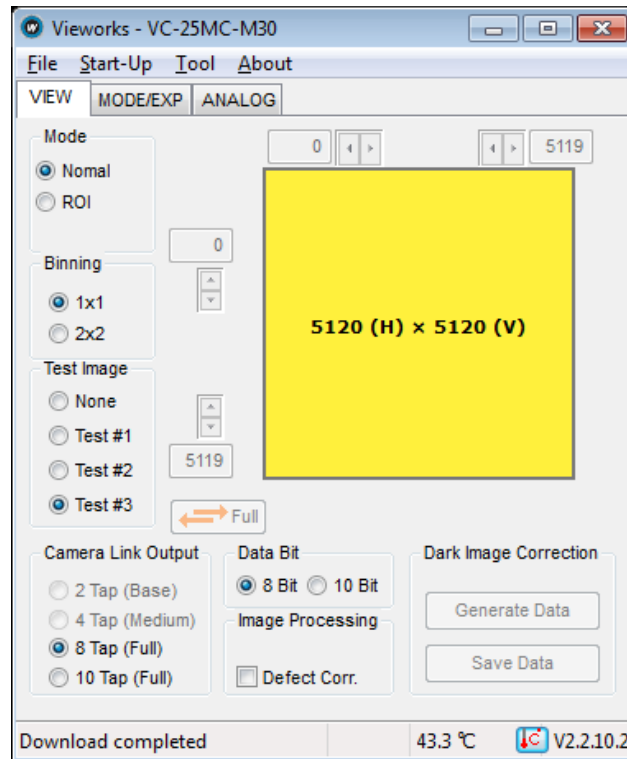 Vieworks - VC-25MC-M30
File Start-Up Tool About
VIEW MODE/EXP ANALOG
Mode
Nomal
ROI
0
5119
0
Binning
1x1
2x2
5120 (H) × 5120 (V)
Test Image
None
Test #1
Test #2
Test #3
5119
Full
Camera Link Output
2 Tap (Base)
4 Tap (Medium)
8 Tap (Full)
10 Tap (Full)
Data Bit
8 Bit 10 Bit
Image Processing
Defect Corr.
Dark Image Correction
Generate Data
Save Data
Download completed 43.3 ℃ V2.2.10.2